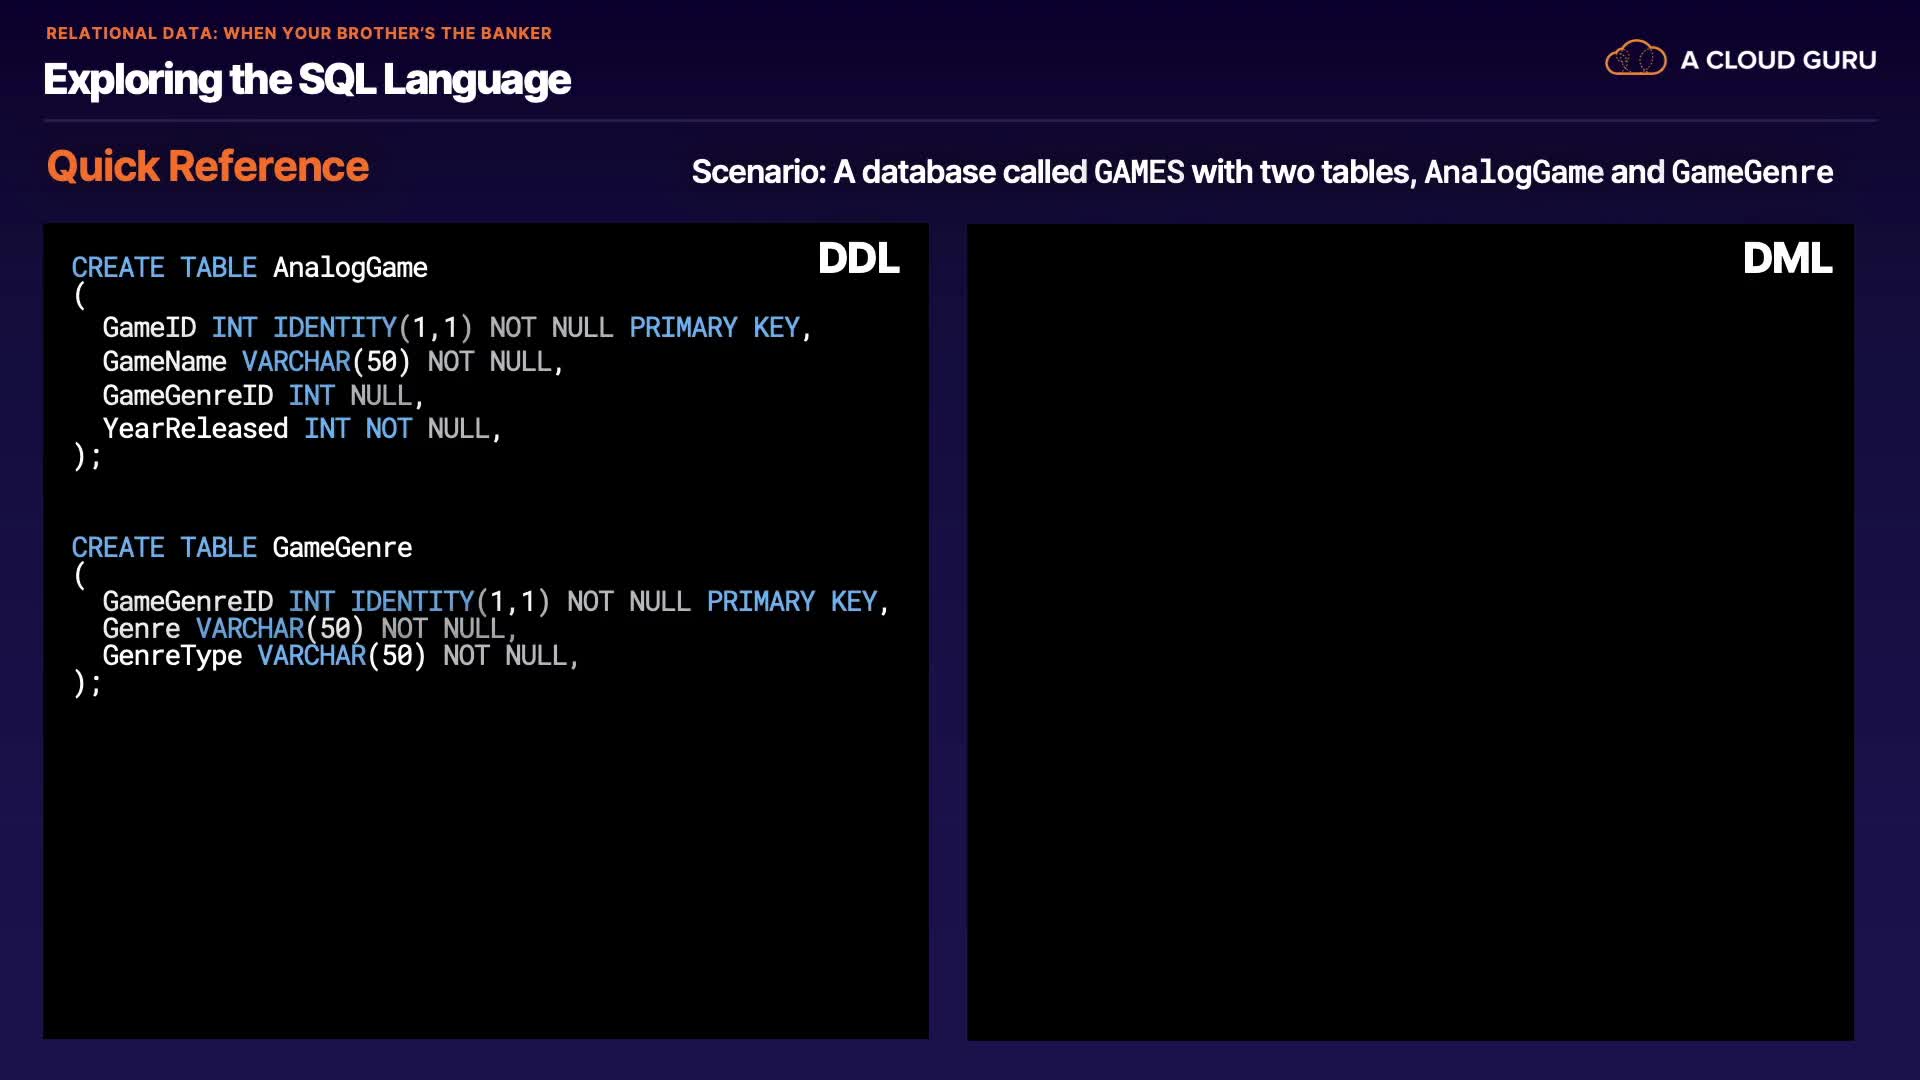 RELATIONAL DATA: WHEN YOUR BROTHER'S THE BANKER
Exploring the SQL Language
A CLOUD GURU
Quick Reference
Scenario: A database called GAMES with two tables, AnalogGame and GameGenre
DDL
CREATE TABLE AnalogGame
(
  GameID INT IDENTITY(1,1) NOT NULL PRIMARY KEY,
  GameName VARCHAR(50) NOT NULL,
  GameGenreID INT NULL,
  YearReleased INT NOT NULL,
);
CREATE TABLE GameGenre
(
  GameGenreID INT IDENTITY(1,1) NOT NULL PRIMARY KEY,
  Genre VARCHAR(50) NOT NULL,
  GenreType VARCHAR(50) NOT NULL,
);
DML